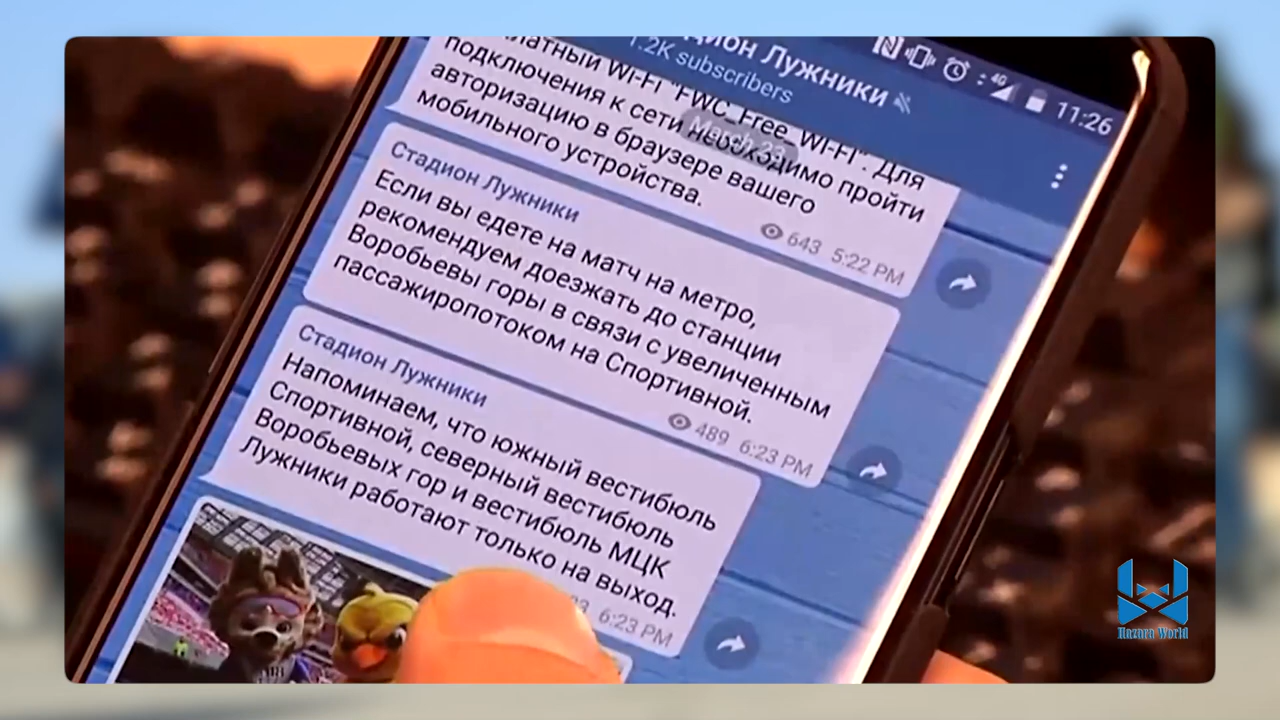 Стадион Лужники
1.2K subscribers
4G
11:26
March 23
Wi-Fi "FWC_Free_WI-FI". Для
подключения к сети необходимо пройти
авторизацию в браузере вашего
мобильного устройства.
643 5:22 PM
Стадион Лужники
Если вы едете на матч на метро,
рекомендуем доезжать до станции
Воробьевы горы в связи с увеличенным
пассажиропотоком на Спортивной.
489 6:23 PM
Стадион Лужники
Напоминаем, что южный вестибюль
Спортивной, северный вестибюль
Воробьевых гор и вестибюль МЦК
Лужники работают только на выход.
6:23 PM
Hazara World